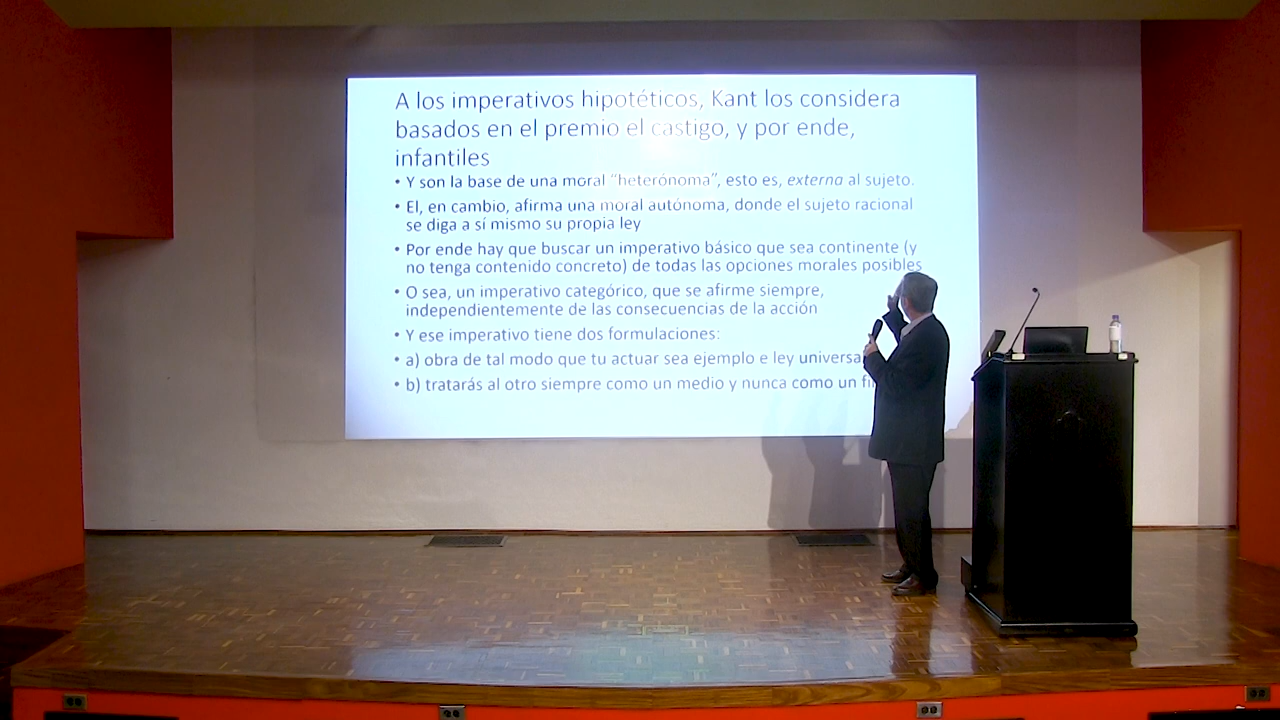 A los imperativos hipotéticos, Kant los considera
basados en el premio el castigo, y por ende,
infantiles
• Y son la base de una moral “heterónoma”, esto es, externa al sujeto.
• El, en cambio, afirma una moral autónoma, donde el sujeto racional
se diga a sí mismo su propia ley
• Por ende hay que buscar un imperativo básico que sea continente (y
no tenga contenido concreto) de todas las opciones morales posibles
• O sea, un imperativo categórico, que se afirme siempre,
independientemente de las consecuencias de la acción
• Y ese imperativo tiene dos formulaciones:
• a) obra de tal modo que tu actuar sea ejemplo e ley
• b) tratarás al otro siempre como un medio y nunca como un